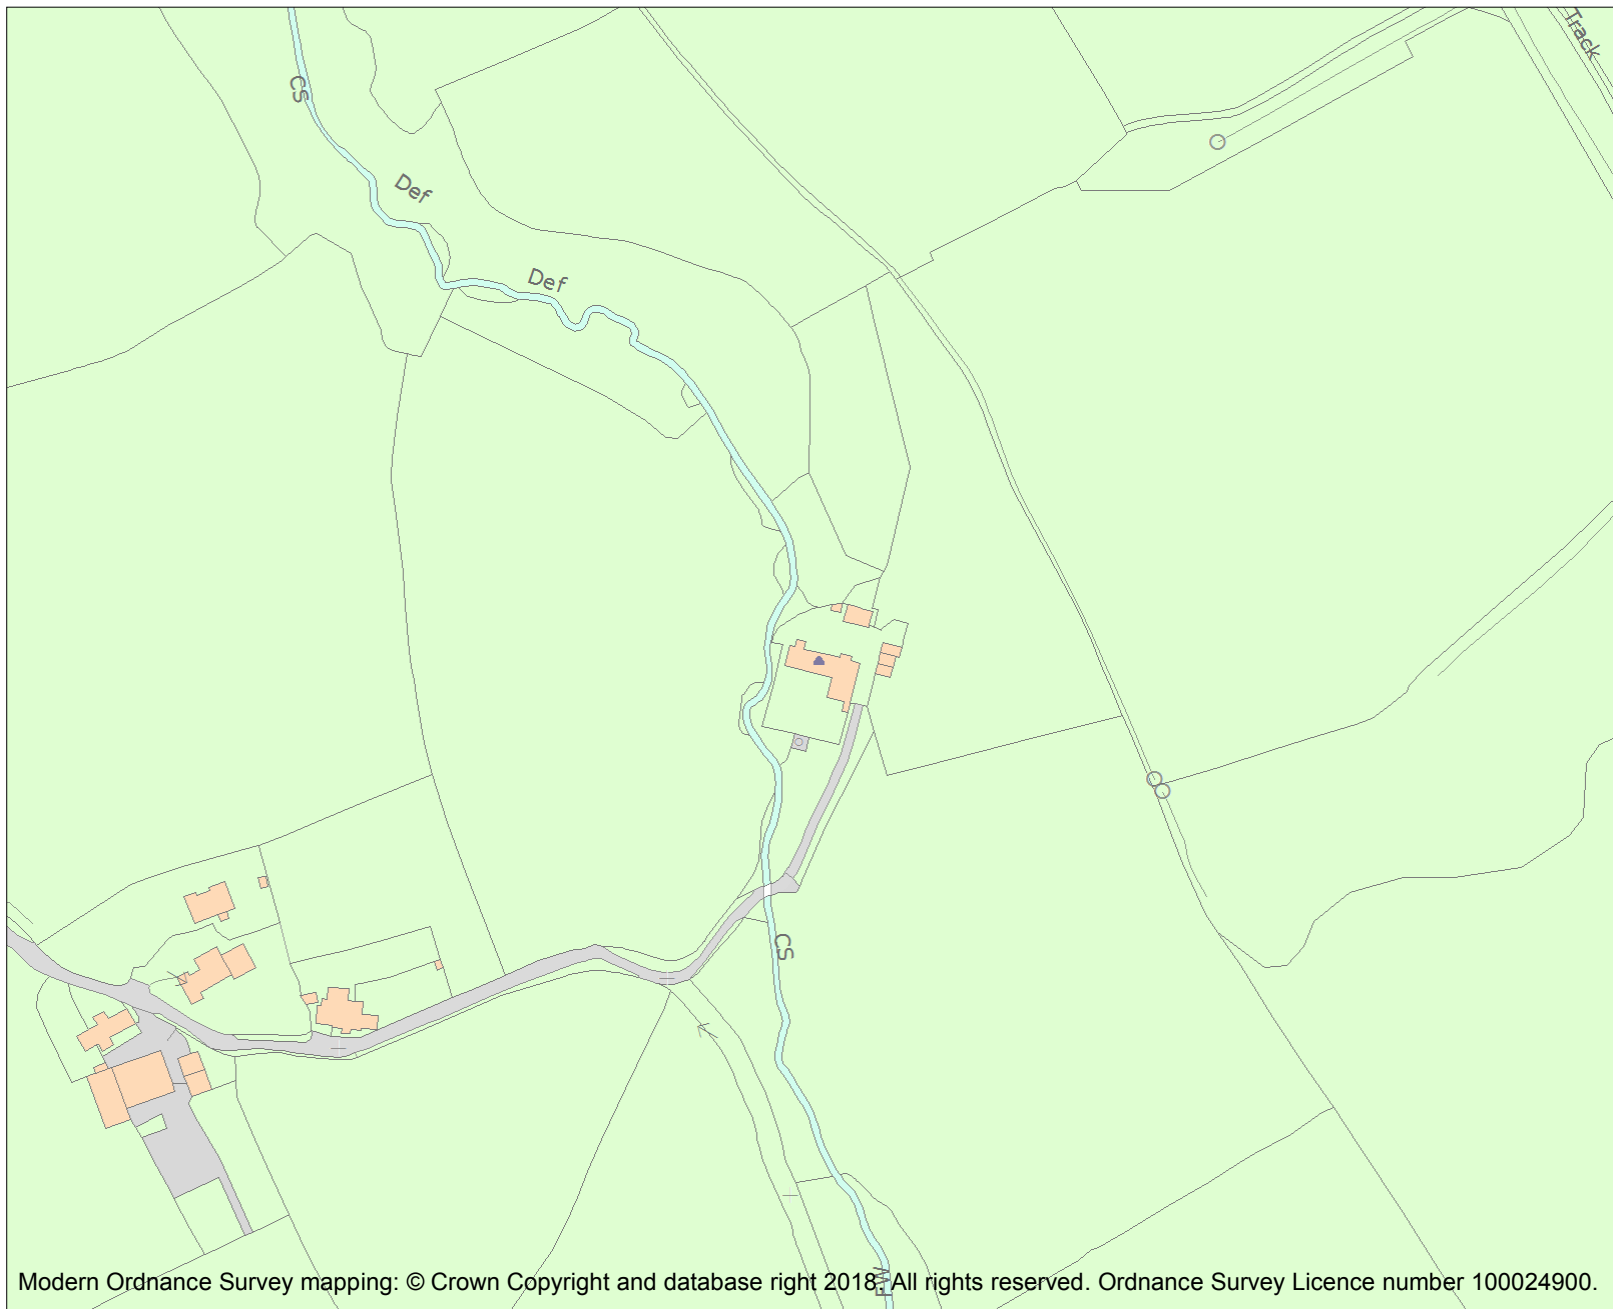 Track
CS
Def
Def
CS
FW
Modern Ordnance Survey mapping: © Crown Copyright and database right 2018. All rights reserved. Ordnance Survey Licence number 100024900.